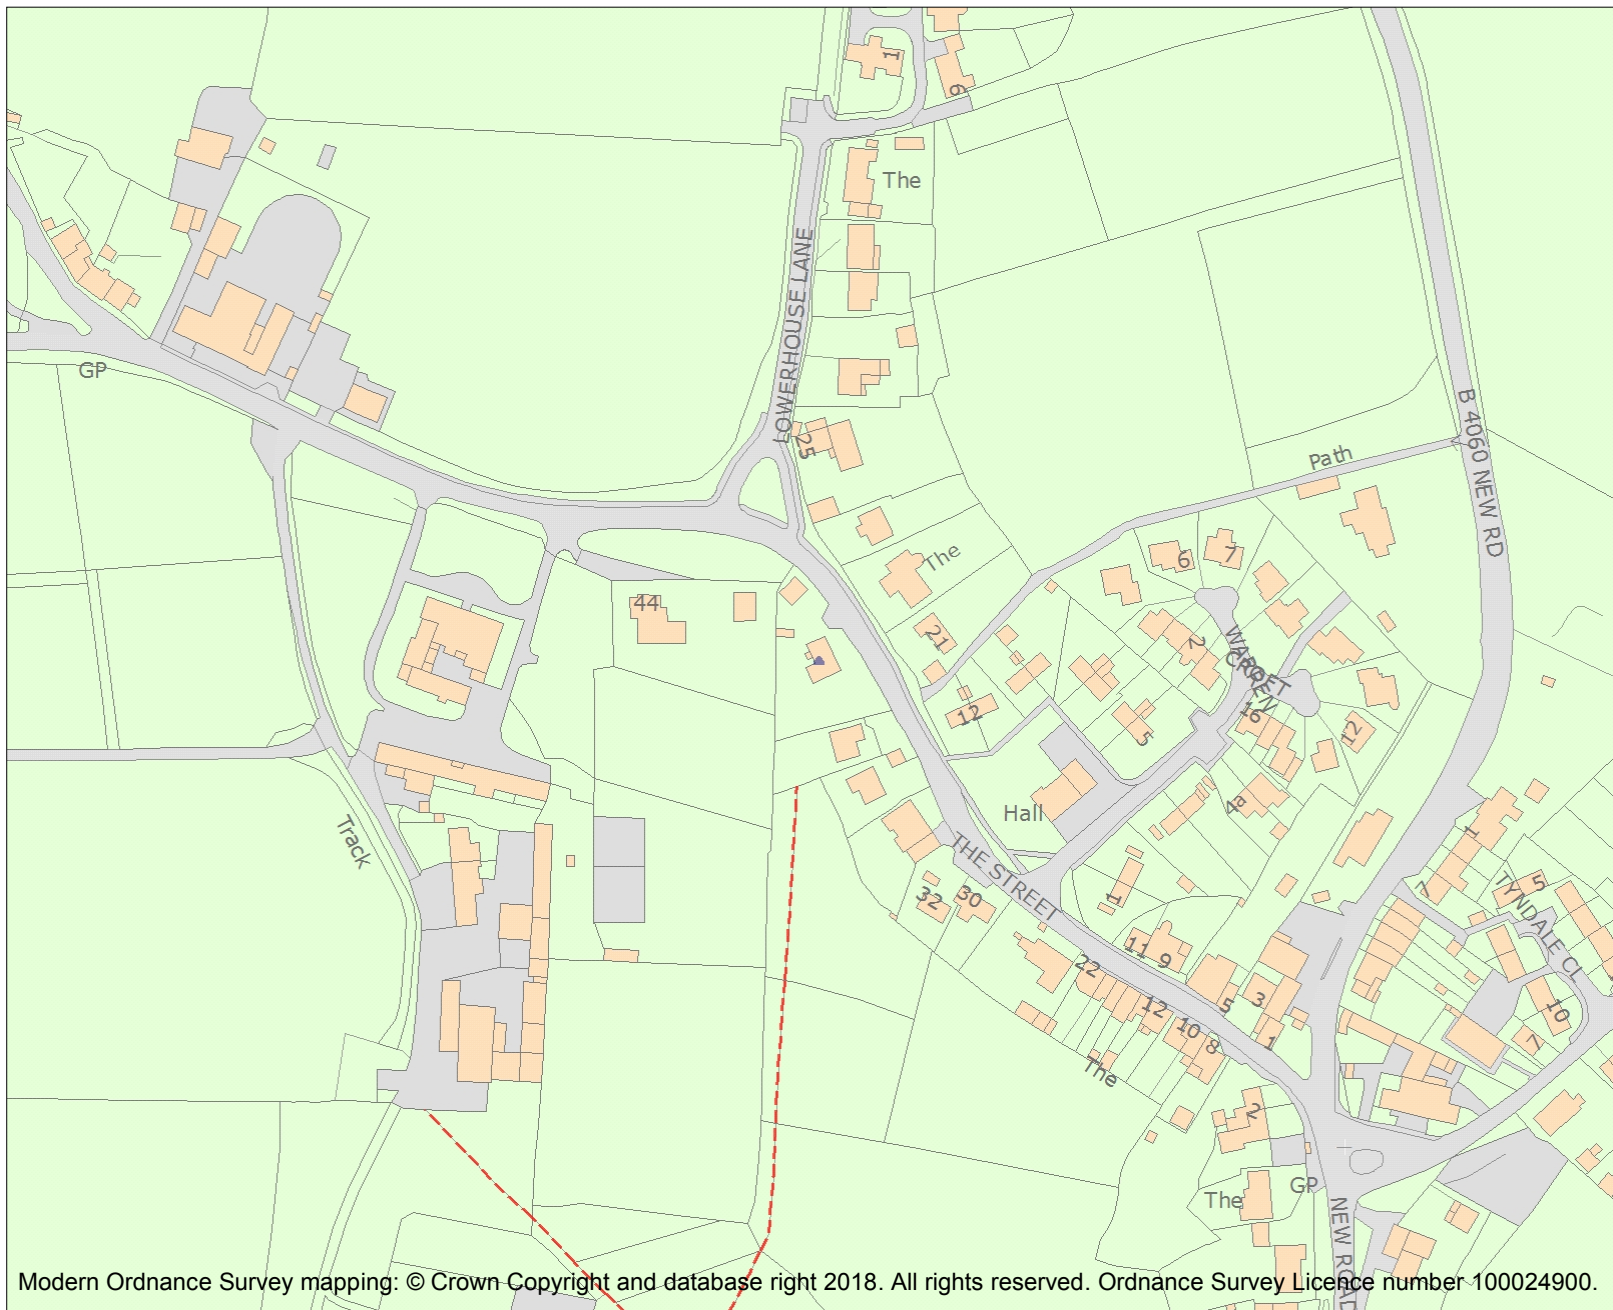 1
6
The
LOWERHOUSE LANE
GP
25
B 4060 NEW RD
Path
The
6
7
44
21
2
WARREN
CROFT
12
16
5
12
4a
Hall
Track
THE STREET
1
1
7
5
TYNDALE CL
32
30
11
9
22
12
10
8
5
3
1
10
7
The
2
The
GP
NEW ROAD
Modern Ordnance Survey mapping: © Crown Copyright and database right 2018. All rights reserved. Ordnance Survey Licence number 100024900.